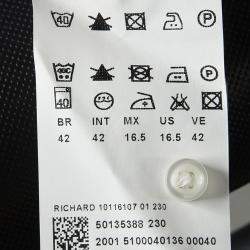 40
P
P
40
BR INT MX US VE
42 42 16.5 16.5 42
RICHARD 10116107 01 230
50135388 230
2001 5100040136 00040